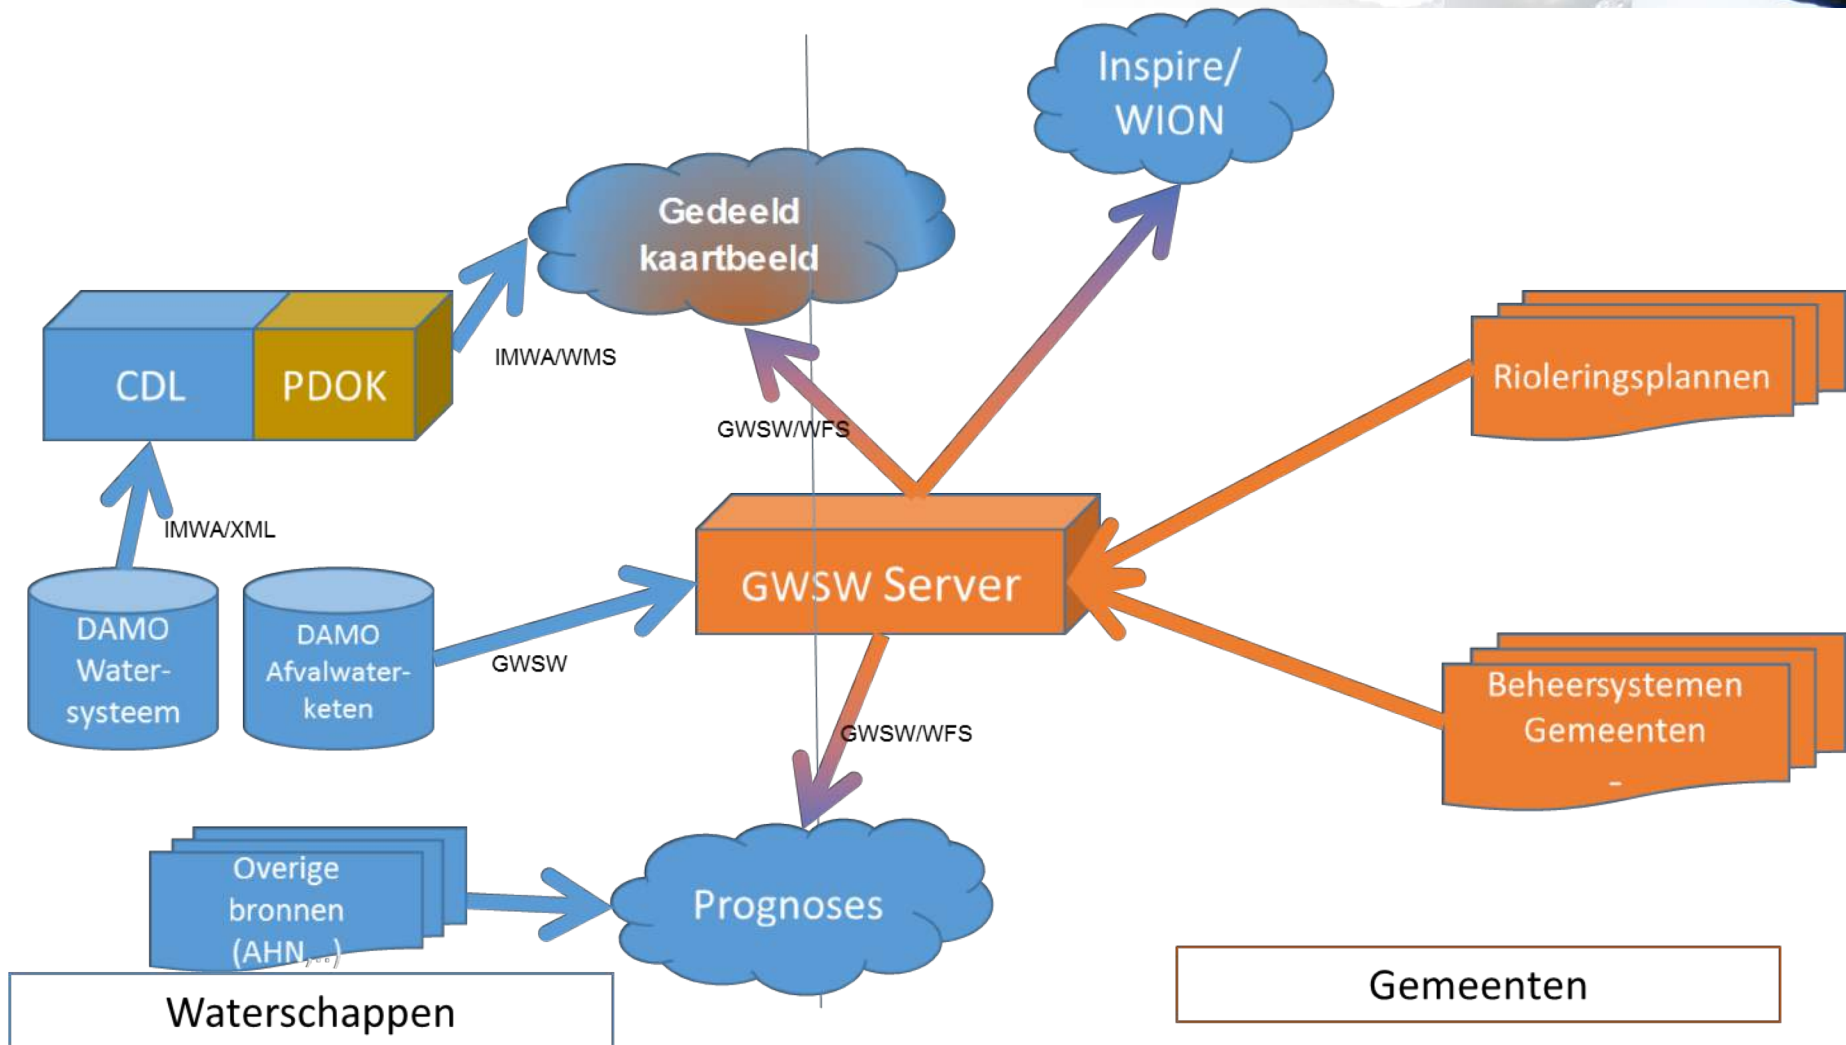 Inspire/
WION
Gedeeld
kaartbeeld
IMWA/WMS
CDL
PDOK
Rioleringsplannen
GWSW/WFS
IMWA/XML
GWSW Server
DAMO
Water-
systeem
DAMO
Afvalwater-
keten
GWSW
Beheersystemen
Gemeenten
-
GWSW/WFS
Overige
bronnen
(AHN,..)
Prognoses
Waterschappen
Gemeenten